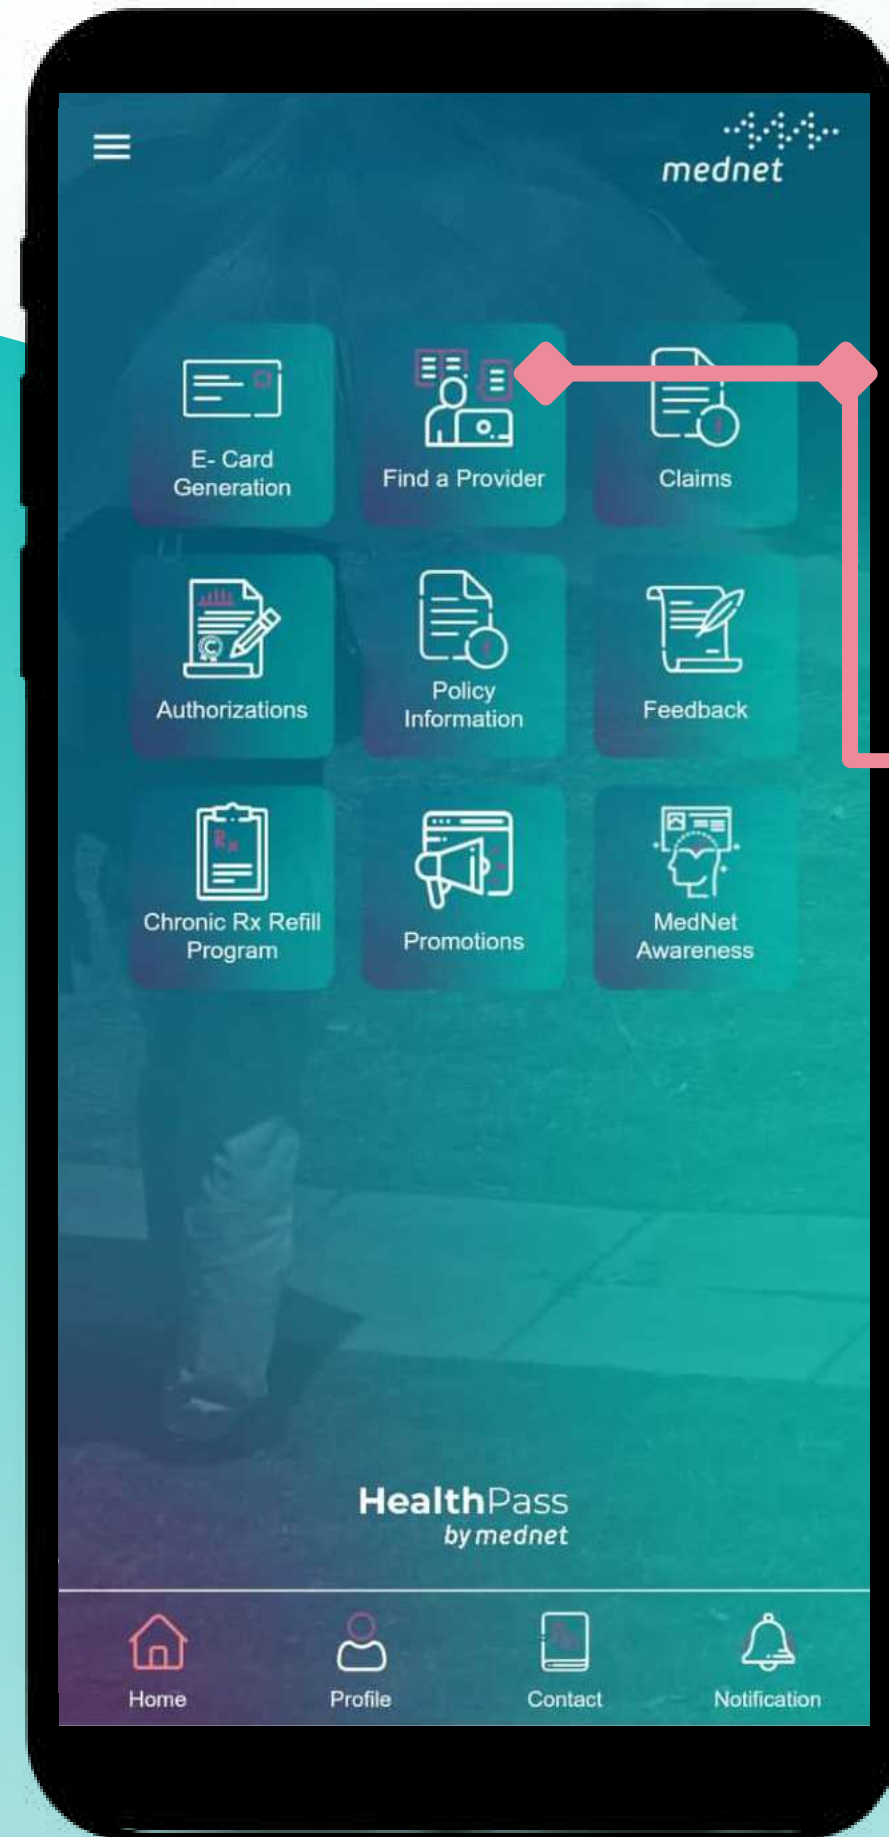 mednet
E- Card
Generation
Find a Provider
Claims
Authorizations
Policy
Information
Feedback
Chronic Rx Refill
Program
Promotions
MedNet
Awareness
HealthPass
by mednet
Home
Profile
Contact
Notification